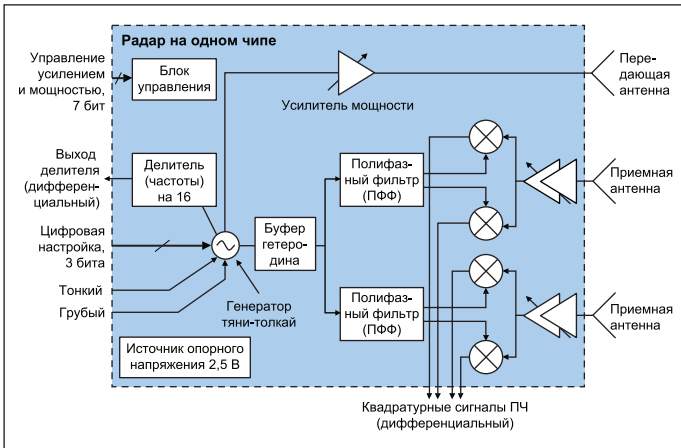 Радар на одном чипе
Управление
усилением
и мощностью,
7 бит
Блок
управления
Усилитель мощности
Пере-
дающая
антенна
Выход
делителя
(дифферен-
циальный)
Делитель
(частоты)
на 16
Полифаз-
ный фильтр
(ПФФ)
Приемная
антенна
Цифровая
настройка,
3 бита
Буфер
гетеро-
дина
Тонкий
Грубый
Генератор
тяни-толкай
Полифаз-
ный фильтр
(ПФФ)
Приемная
антенна
Источник опорного
напряжения 2,5 В
Квадратурные сигналы ПЧ
(дифференциальный)